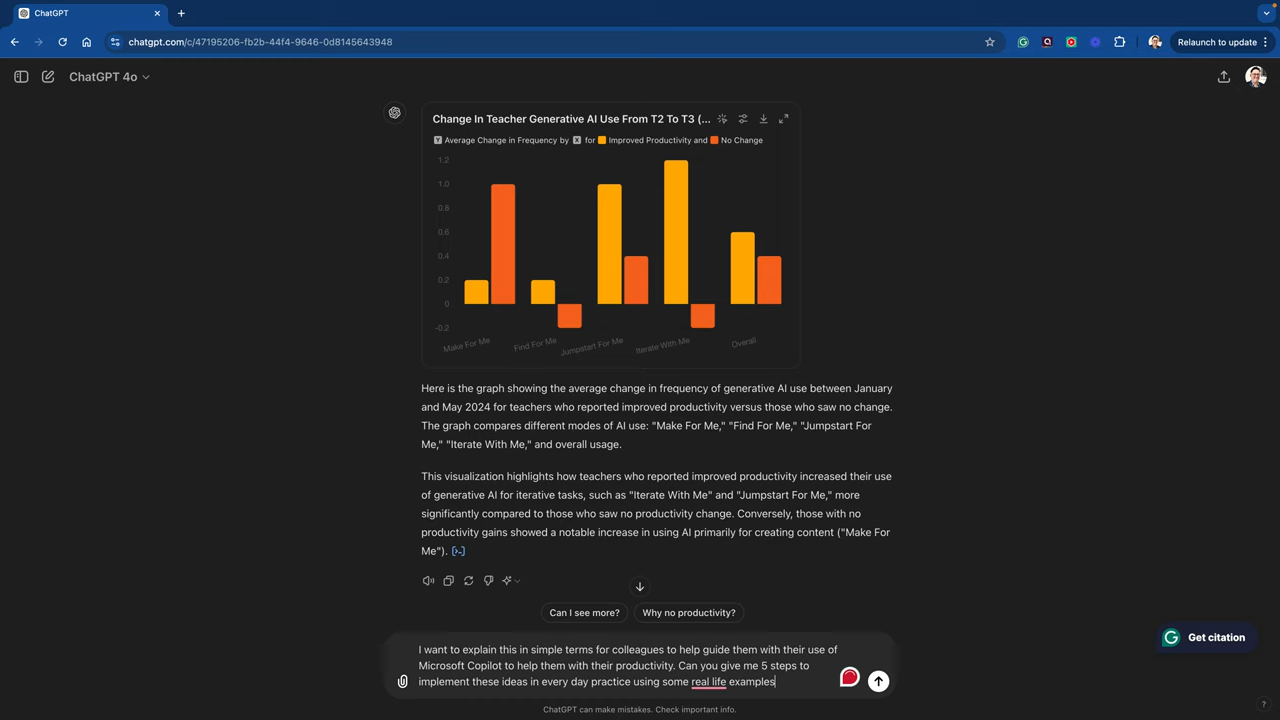 ChatGPT
chatgpt.com/c/47195206-fb2b-44f4-9646-0d8145643948
Relaunch to update
ChatGPT 4o
Change In Teacher Generative AI Use From T2 To T3 (...
Y Average Change in Frequency by X for Improved Productivity and No Change
1.2
1.0
0.8
0.6
0.4
0.2
0
-0.2
Make For Me
Find For Me
Jumpstart For Me
Iterate With Me
Overall
Here is the graph showing the average change in frequency of generative AI use between January
and May 2024 for teachers who reported improved productivity versus those who saw no change.
The graph compares different modes of AI use: "Make For Me," "Find For Me," "Jumpstart For
Me," "Iterate With Me," and overall usage.
This visualization highlights how teachers who reported improved productivity increased their use
of generative AI for iterative tasks, such as "Iterate With Me" and "Jumpstart For Me," more
significantly compared to those who saw no productivity change. Conversely, those with no
productivity gains showed a notable increase in using AI primarily for creating content ("Make For
Me"). [>-]
Can I see more?
Why no productivity?
Get citation
I want to explain this in simple terms for colleagues to help guide them with their use of
Microsoft Copilot to help them with their productivity. Can you give me 5 steps to
implement these ideas in every day practice using some real life examples
ChatGPT can make mistakes. Check important info.
?